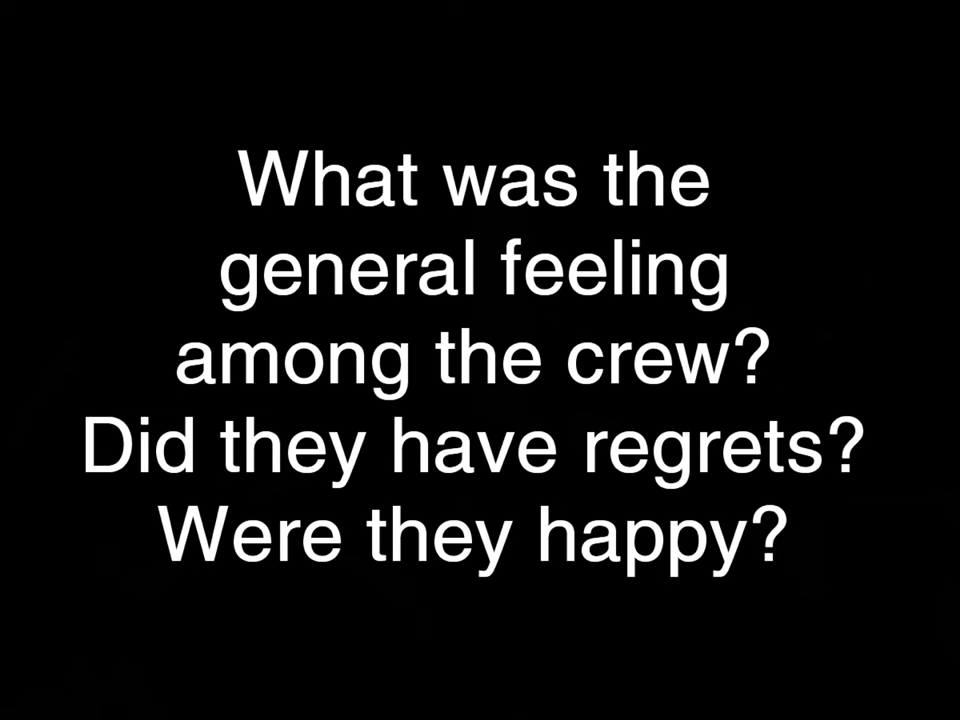 What was the
general feeling
among the crew?
Did they have regrets?
Were they happy?